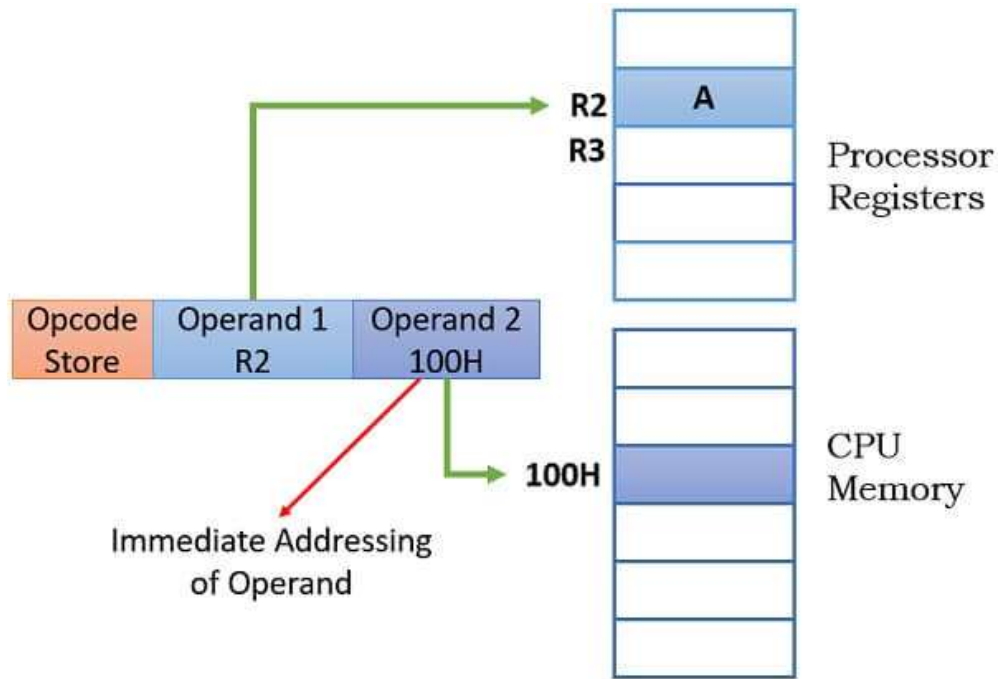 R2
A
R3
Processor
Registers
Opcode
Store
Operand 1
R2
Operand 2
100H
100H
CPU
Memory
Immediate Addressing
of Operand